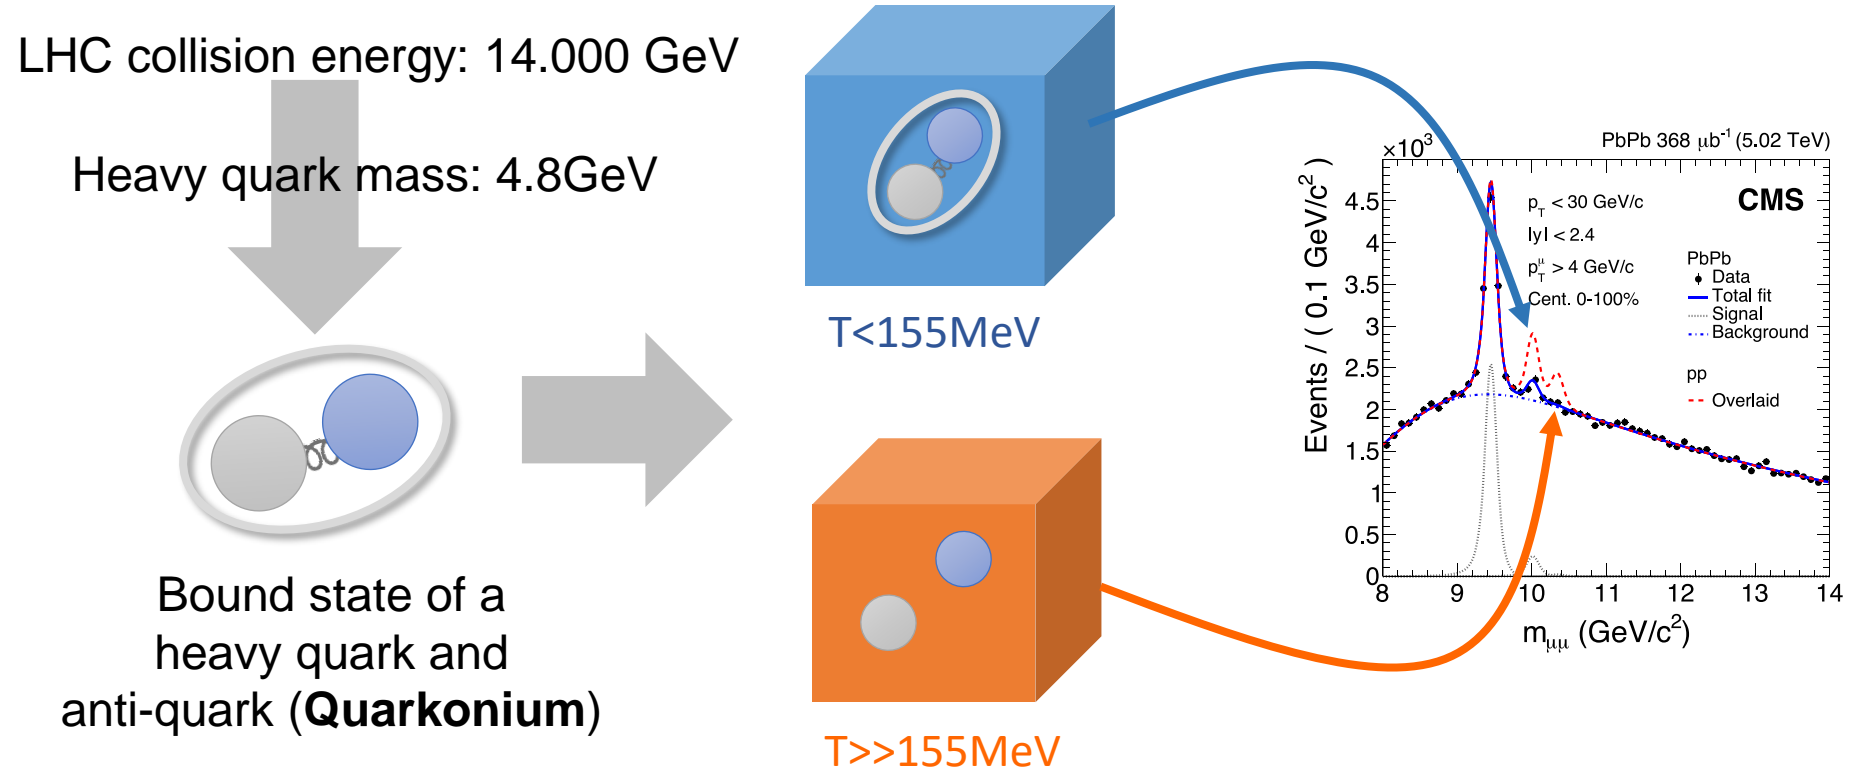 LHC collision energy: 14.000 GeV
Heavy quark mass: 4.8GeV
Bound state of a
heavy quark and
anti-quark (Quarkonium)
T<155MeV
T>>155MeV
PbPb 368 μb⁻¹ (5.02 TeV)
×10³
CMS
p_T < 30 GeV/c
|y| < 2.4
p_T^μ > 4 GeV/c
Cent. 0-100%
PbPb
Data
Total fit
Signal
Background
pp
Overlaid
Events / ( 0.1 GeV/c² )
4.5
4
3.5
3
2.5
2
1.5
1
0.5
0
8 9 10 11 12 13 14
m_μμ (GeV/c²)